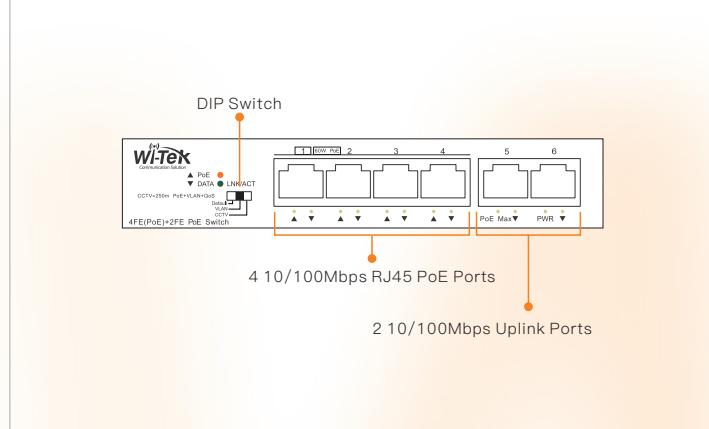 DIP Switch
Wi-Tek
Communication Solution
▲ PoE
▼ DATA LNK/ACT
CCTV=250m PoE+VLAN+QoS
Default
VLAN
CCTV
4FE(PoE)+2FE PoE Switch
1 60W PoE 2 3 4 5 6
▲ ▼ ▲ ▼ ▲ ▼ ▲ ▼ PoE Max▼ PWR ▼
4 10/100Mbps RJ45 PoE Ports
2 10/100Mbps Uplink Ports